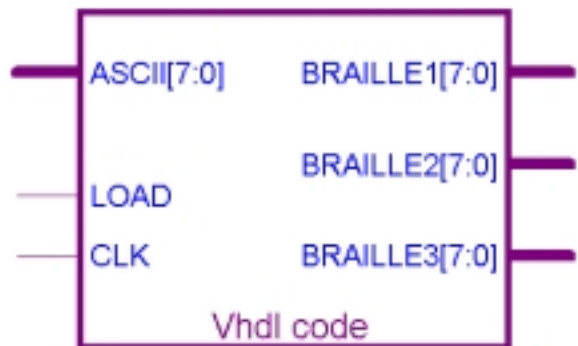 ASCII[7:0] BRAILLE1[7:0]
BRAILLE2[7:0]
LOAD
CLK BRAILLE3[7:0]
Vhdl code